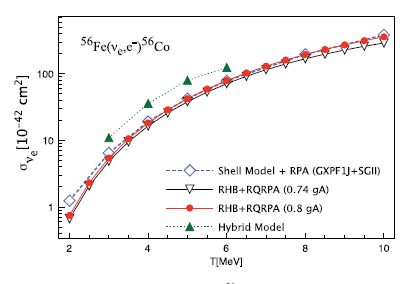 ⁵⁶Fe(νₑ,e⁻)⁵⁶Co
σνₑ [10⁻⁴² cm²]
100
10
1
Shell Model + RPA (GXPF1J+SGII)
RHB+RQRPA (0.74 gA)
RHB+RQRPA (0.8 gA)
Hybrid Model
2 3 4 5 6 7 8 9 10
T[MeV]